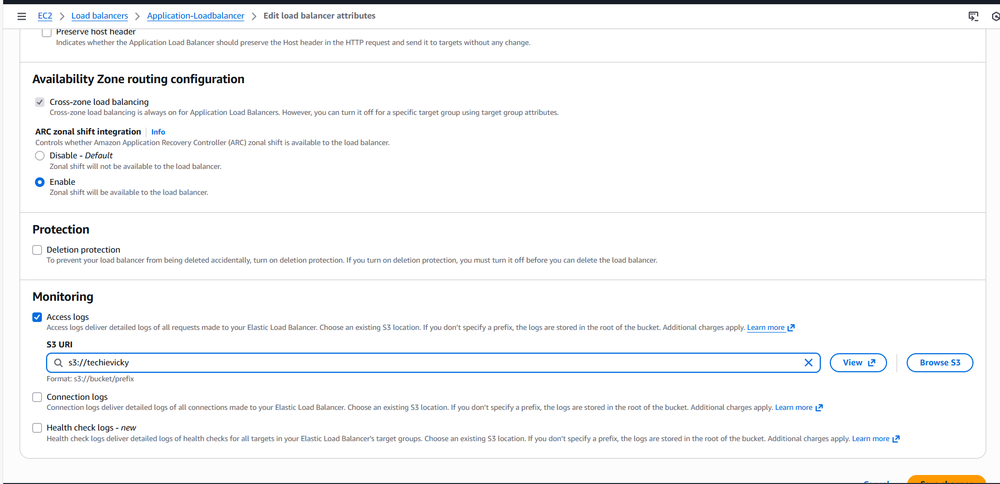 EC2 > Load balancers > Application-Loadbalancer > Edit load balancer attributes
Preserve host header
Indicates whether the Application Load Balancer should preserve the Host header in the HTTP request and send it to targets without any change.
Availability Zone routing configuration
Cross-zone load balancing
Cross-zone load balancing is always on for Application Load Balancers. However, you can turn it off for a specific target group using target group attributes.
ARC zonal shift integration | Info
Controls whether Amazon Application Recovery Controller (ARC) zonal shift is available to the load balancer.
Disable - Default
Zonal shift will not be available to the load balancer.
Enable
Zonal shift will be available to the load balancer.
Protection
Deletion protection
To prevent your load balancer from being deleted accidentally, turn on deletion protection. If you turn on deletion protection, you must turn it off before you can delete the load balancer.
Monitoring
Access logs
Access logs deliver detailed logs of all requests made to your Elastic Load Balancer. Choose an existing S3 location. If you don’t specify a prefix, the logs are stored in the root of the bucket. Additional charges apply. Learn more
S3 URI
s3://techievicky View Browse S3
Format: s3://bucket/prefix
Connection logs
Connection logs deliver detailed logs of all connections made to your Elastic Load Balancer. Choose an existing S3 location. If you don’t specify a prefix, the logs are stored in the root of the bucket. Additional charges apply. Learn more
Health check logs - new
Health check logs deliver detailed logs of health checks for all targets in your Elastic Load Balancer's target groups. Choose an existing S3 location. If you don’t specify a prefix, the logs are stored in the root of the bucket. Additional charges apply. Learn more